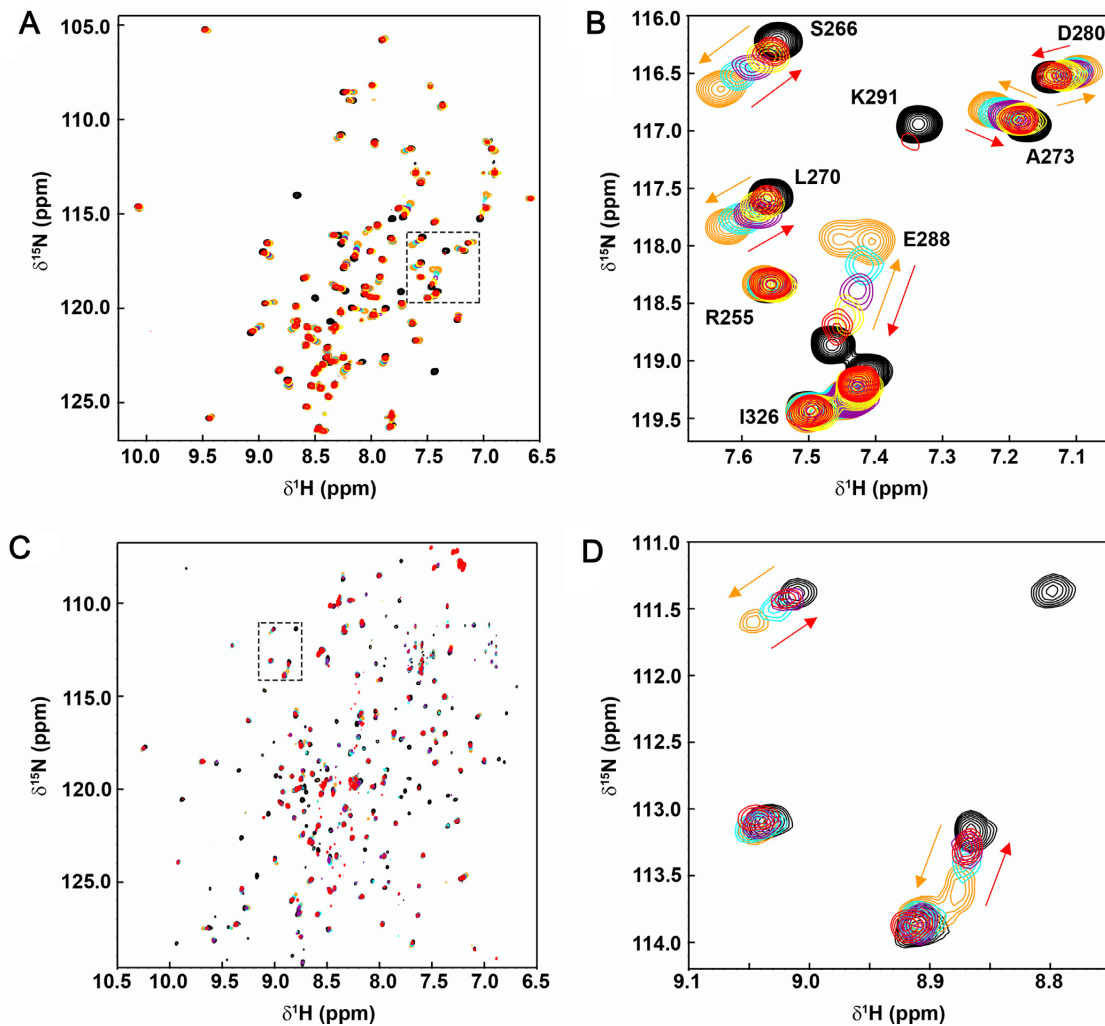 A
105.0
110.0
115.0
120.0
125.0
δ15N (ppm)
10.0 9.5 9.0 8.5 8.0 7.5 7.0 6.5
δ1H (ppm)
B
116.0
116.5
117.0
117.5
118.0
118.5
119.0
119.5
δ15N (ppm)
S266
D280
K291
A273
L270
E288
R255
I326
7.6 7.5 7.4 7.3 7.2 7.1
δ1H (ppm)
C
110.0
115.0
120.0
125.0
δ15N (ppm)
10.5 9.5 9.9 9.0 8.5 8.0 7.5 7.0 6.5
δ1H (ppm)
D
111.0
111.5
112.0
112.5
113.0
113.5
114.0
δ15N (ppm)
9.1 9.0 8.9 8.8
δ1H (ppm)